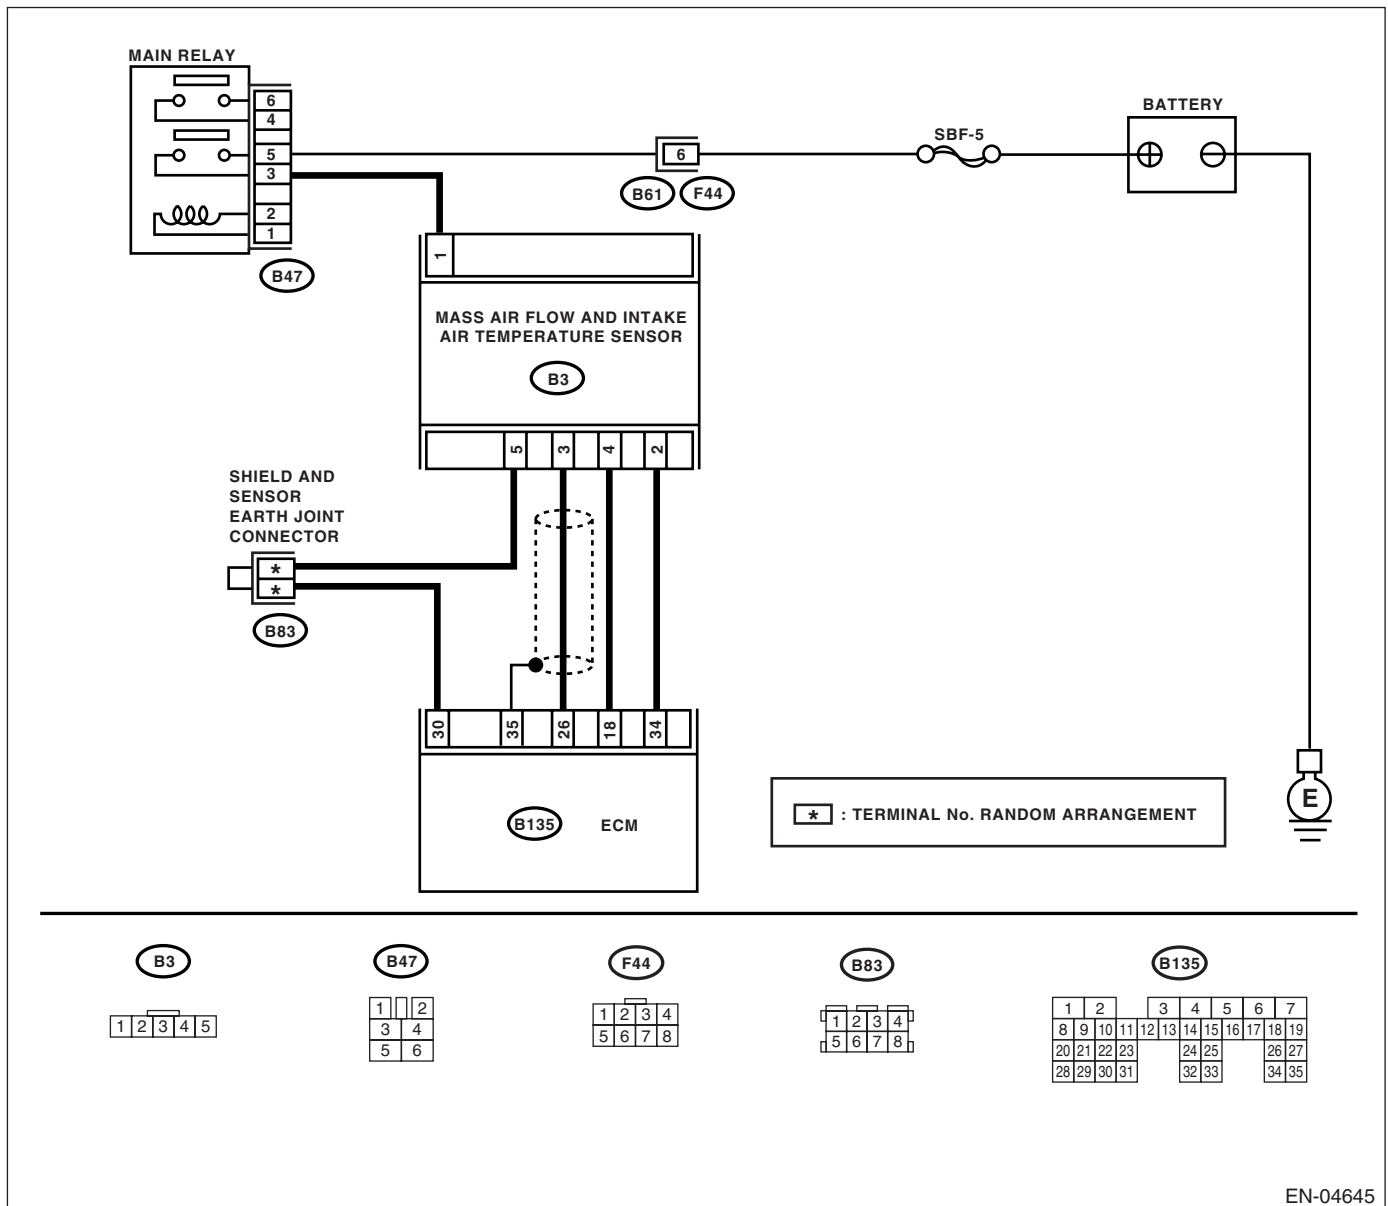 MAIN RELAY
6
4
5
3
2
1
B47
6
B61 F44
SBF-5
BATTERY
1
MASS AIR FLOW AND INTAKE
AIR TEMPERATURE SENSOR
B3
5 3 4 2
SHIELD AND
SENSOR
EARTH JOINT
CONNECTOR
*
*
B83
30 35 26 18 34
B135 ECM
* : TERMINAL No. RANDOM ARRANGEMENT
E
B3
1 2 3 4 5
B47
1 2
3 4
5 6
F44
1 2 3 4
5 6 7 8
B83
1 2 3 4
5 6 7 8
B135
1 2 3 4 5 6 7
8 9 10 11 12 13 14 15 16 17 18 19
20 21 22 23 24 25 26 27
28 29 30 31 32 33 34 35
EN-04645